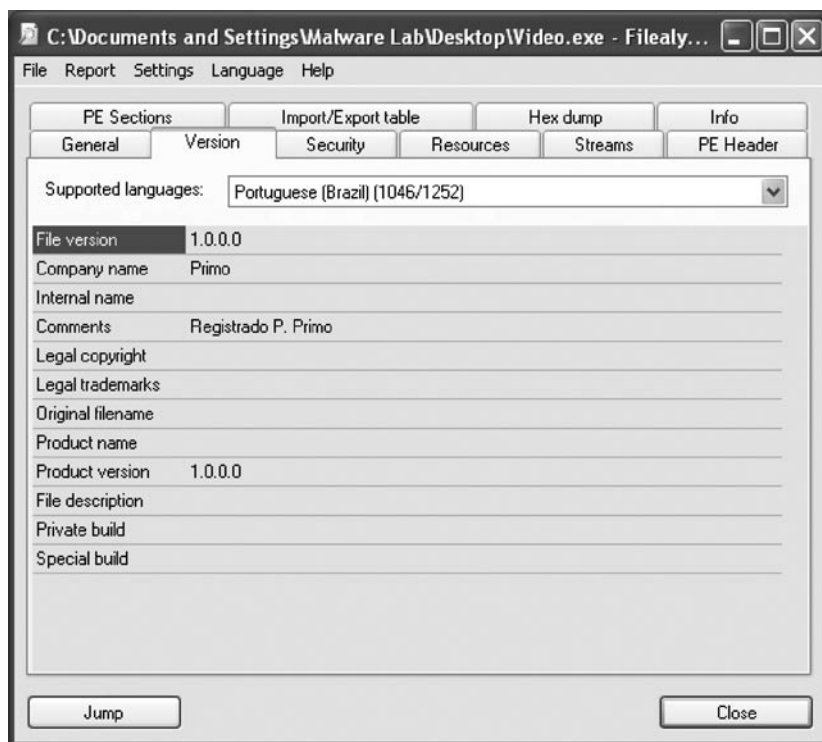 C:\Documents and Settings\Malware Lab\Desktop\Video.exe - Filealy...
File Report Settings Language Help
PE Sections Import/Export table Hex dump Info
General Version Security Resources Streams PE Header
Supported languages: Portuguese (Brazil) (1046/1252)
File version 1.0.0.0
Company name Primo
Internal name
Comments Registrado P. Primo
Legal copyright
Legal trademarks
Original filename
Product name
Product version 1.0.0.0
File description
Private build
Special build
Jump Close